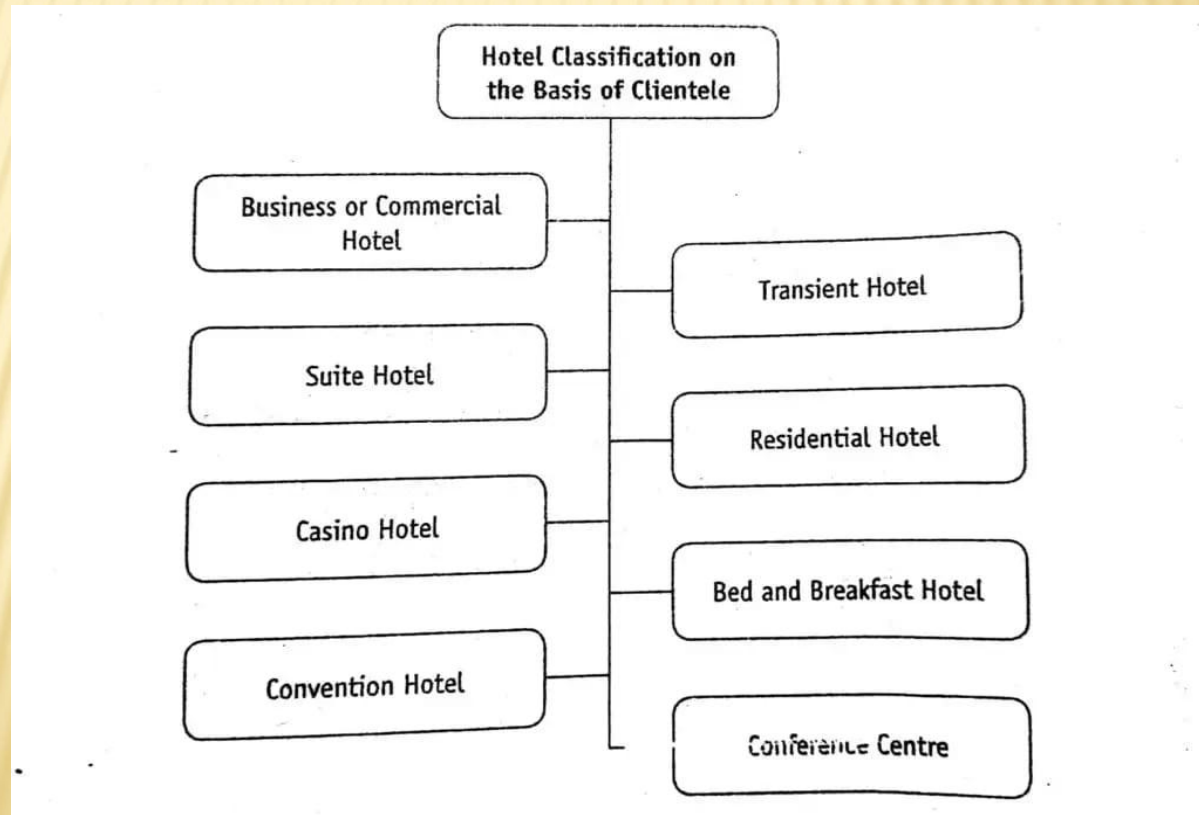 Hotel Classification on
the Basis of Clientele
Business or Commercial
Hotel
Transient Hotel
Suite Hotel
Residential Hotel
Casino Hotel
Bed and Breakfast Hotel
Convention Hotel
Conference Centre